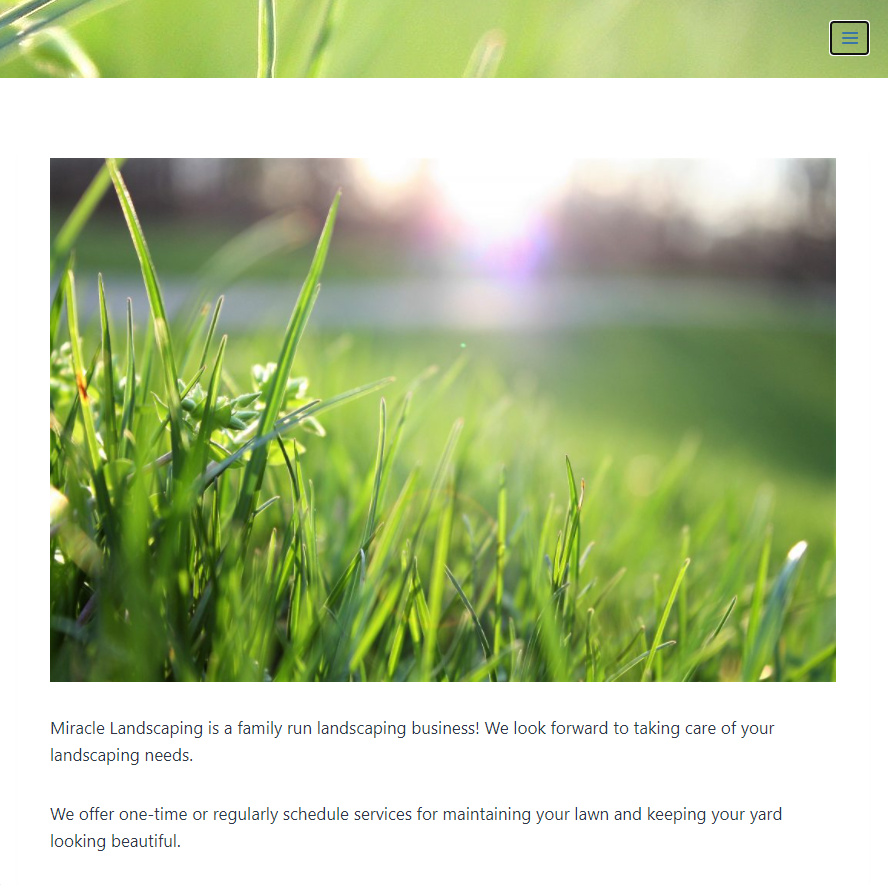 Miracle Landscaping is a family run landscaping business! We look forward to taking care of your
landscaping needs.
We offer one-time or regularly schedule services for maintaining your lawn and keeping your yard
looking beautiful.